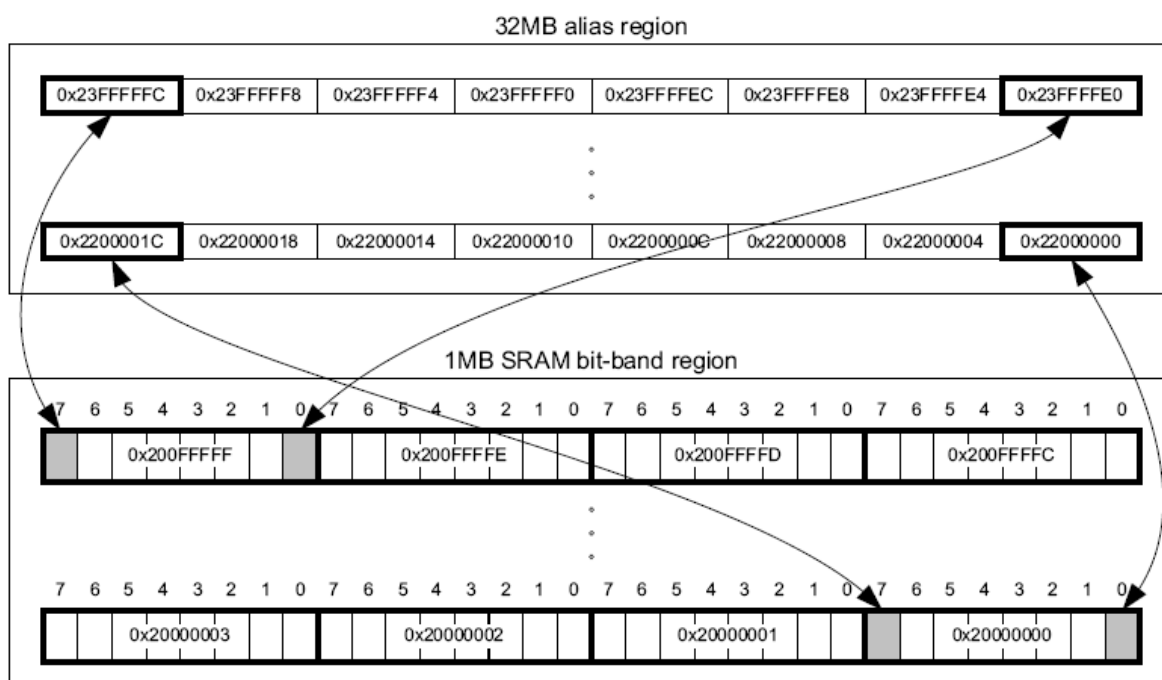 32MB alias region
0x23FFFFFC 0x23FFFFF8 0x23FFFFF4 0x23FFFFF0 0x23FFFFEC 0x23FFFFE8 0x23FFFFE4 0x23FFFFE0
0x2200001C 0x22000018 0x22000014 0x22000010 0x2200000C 0x22000008 0x22000004 0x22000000
1MB SRAM bit-band region
7 6 5 4 3 2 1 0 7 6 5 4 3 2 1 0 7 6 5 4 3 2 1 0 7 6 5 4 3 2 1 0
0x200FFFFF 0x200FFFFE 0x200FFFFD 0x200FFFFC
7 6 5 4 3 2 1 0 7 6 5 4 3 2 1 0 7 6 5 4 3 2 1 0 7 6 5 4 3 2 1 0
0x20000003 0x20000002 0x20000001 0x20000000